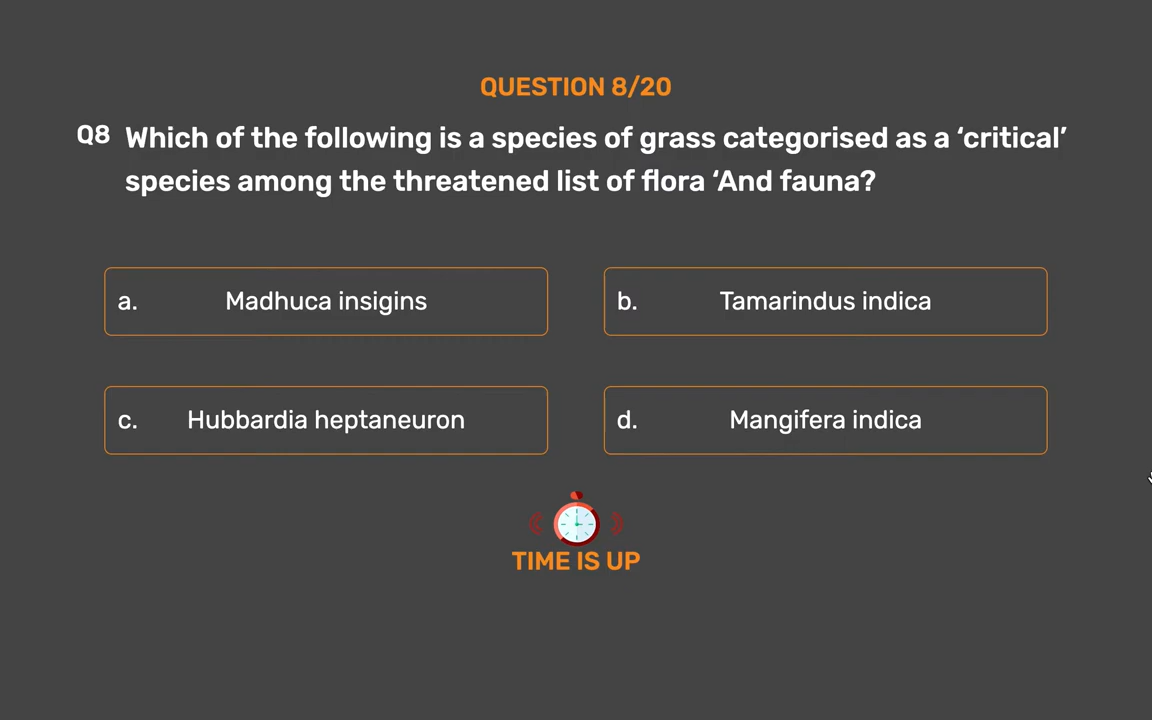 QUESTION 8/20
Q8 Which of the following is a species of grass categorised as a ‘critical’
species among the threatened list of flora ‘And fauna?
a. Madhuca insigins
b. Tamarindus indica
c. Hubbardia heptaneuron
d. Mangifera indica
TIME IS UP